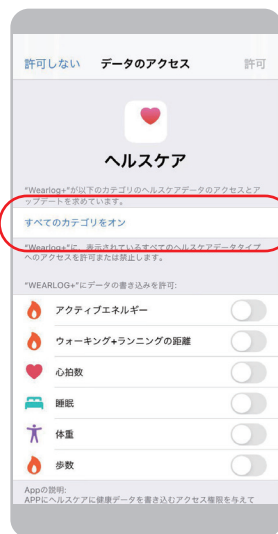 許可しない データのアクセス 許可
ヘルスケア
"Wearlog+"が以下のカテゴリのヘルスケアデータのアクセスとア
ップデートを求めています。
すべてのカテゴリをオン
"Wearlog+"に、表示されているすべてのヘルスケアデータタイプ
へのアクセスを許可または禁止します。
"WEARLOG+"にデータの書き込みを許可:
アクティブエネルギー
ウォーキング+ランニングの距離
心拍数
睡眠
体重
歩数
Appの説明:
APPにヘルスケアに健康データを書き込むアクセス権限を与えて